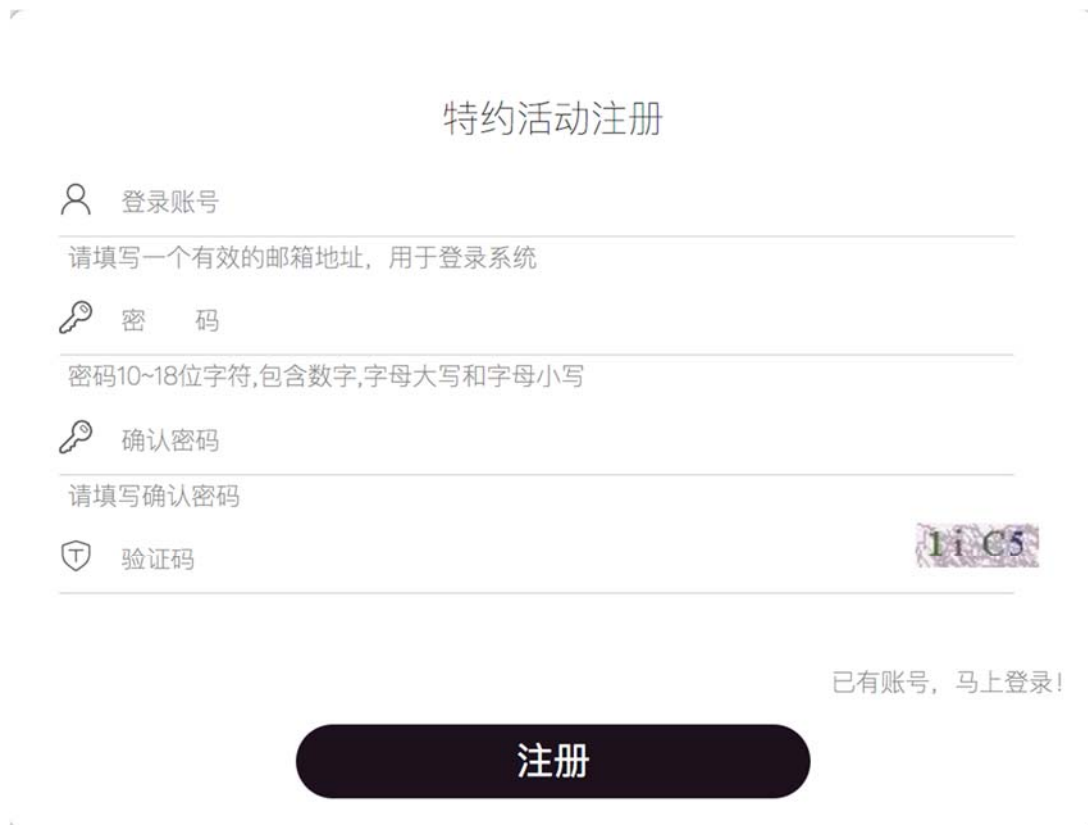 特约活动注册
登录账号
请填写一个有效的邮箱地址，用于登录系统
密 码
密码10~18位字符,包含数字,字母大写和字母小写
确认密码
请填写确认密码
验证码
1i C5
已有账号，马上登录!
注册